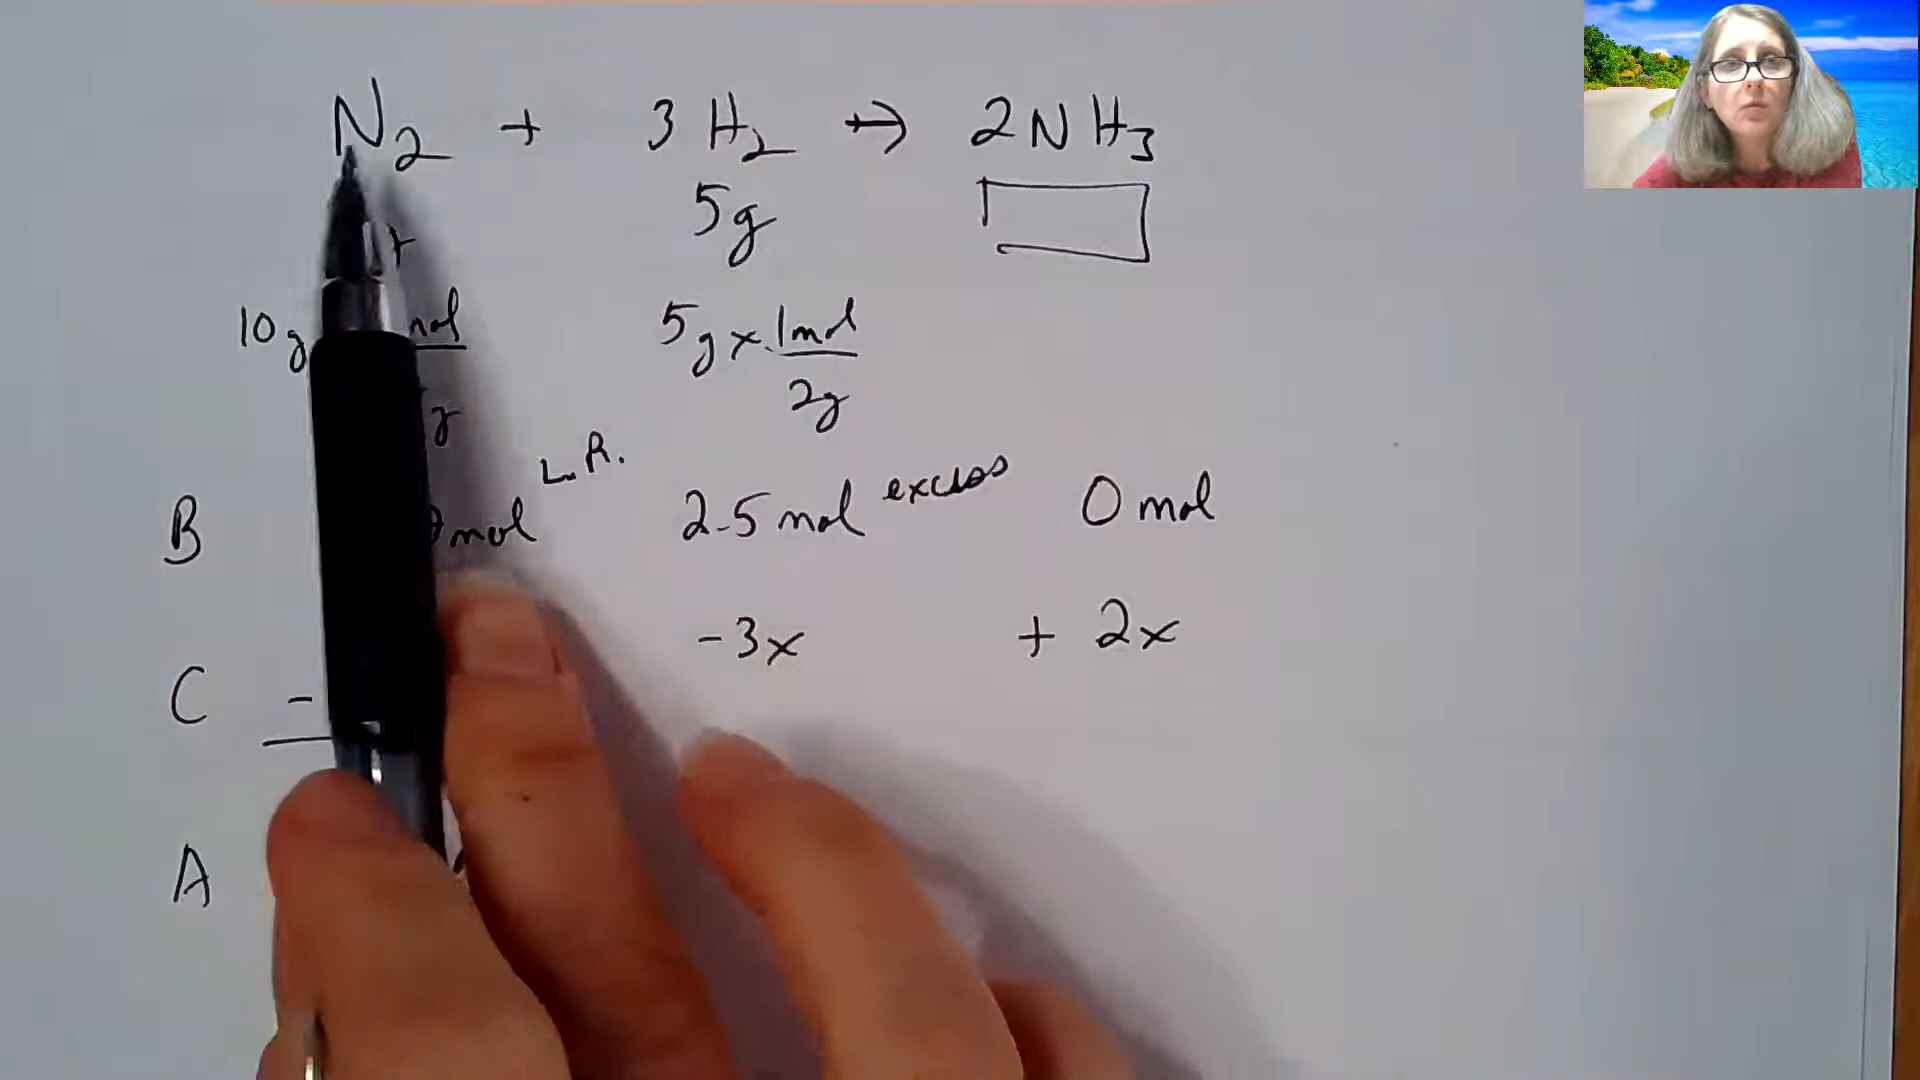 N2 + 3 H2 → 2NH3
5g
10g 5g x 1mol
2g
L.R.
B mol 2.5 mol excess 0 mol
-3x + 2x
C -
A